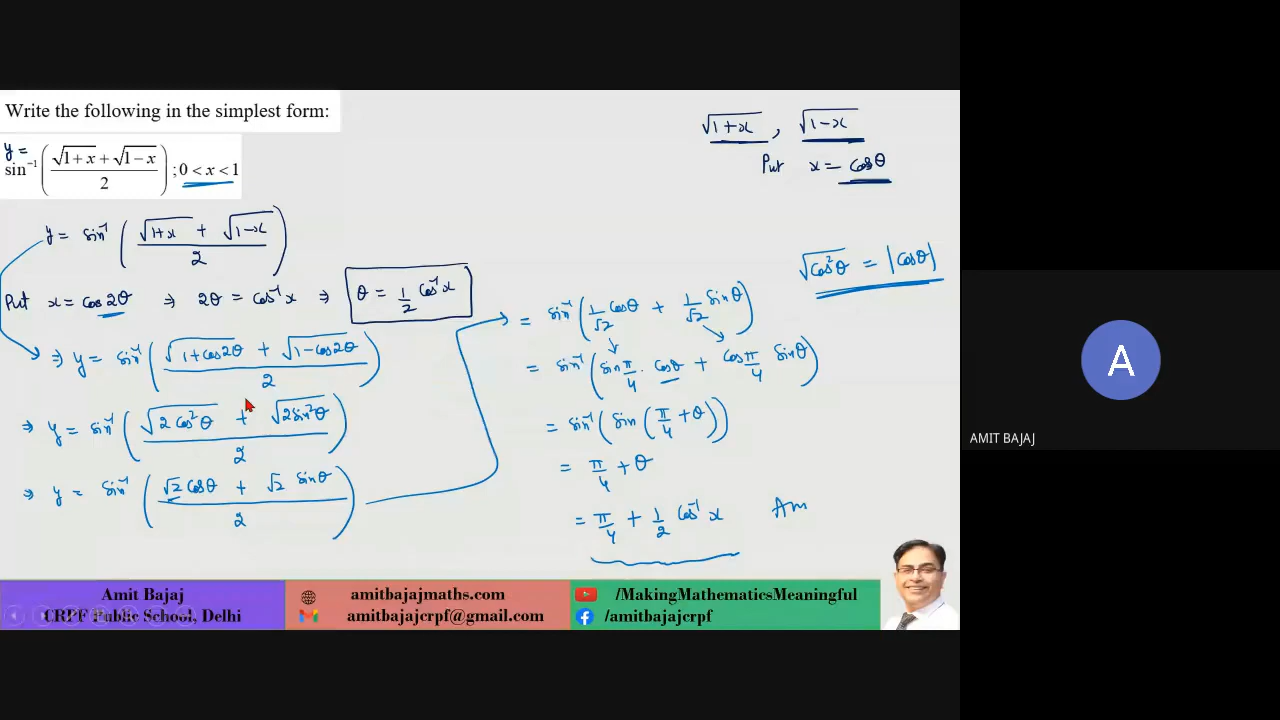 Write the following in the simplest form:
y =
sin⁻¹ ( (√(1+x) + √(1−x)) / 2 ) ; 0 < x < 1
y = sin⁻¹ ( (√(1+x) + √(1−x)) / 2 )
Put x = cos2θ ⇒ 2θ = cos⁻¹x ⇒ θ = 1/2 cos⁻¹x
⇒ y = sin⁻¹ ( (√(1+cos2θ) + √(1−cos2θ)) / 2 )
⇒ y = sin⁻¹ ( (√(2cos²θ) + √(2sin²θ)) / 2 )
⇒ y = sin⁻¹ ( (√2 cosθ + √2 sinθ) / 2 )
√(1+x) , √(1−x)
Put x = cosθ
√(cos²θ) = |cosθ|
= sin⁻¹ ( 1/√2 cosθ + 1/√2 sinθ )
= sin⁻¹ ( sin π/4 . cosθ + cos π/4 sinθ )
= sin⁻¹ ( sin ( π/4 + θ ) )
= π/4 + θ
= π/4 + 1/2 cos⁻¹ x Ans
Amit Bajaj
CRPF Public School, Delhi
amitbajajmaths.com
amitbajajcrpf@gmail.com
/MakingMathematicsMeaningful
/amitbajajcrpf
A
AMIT BAJAJ